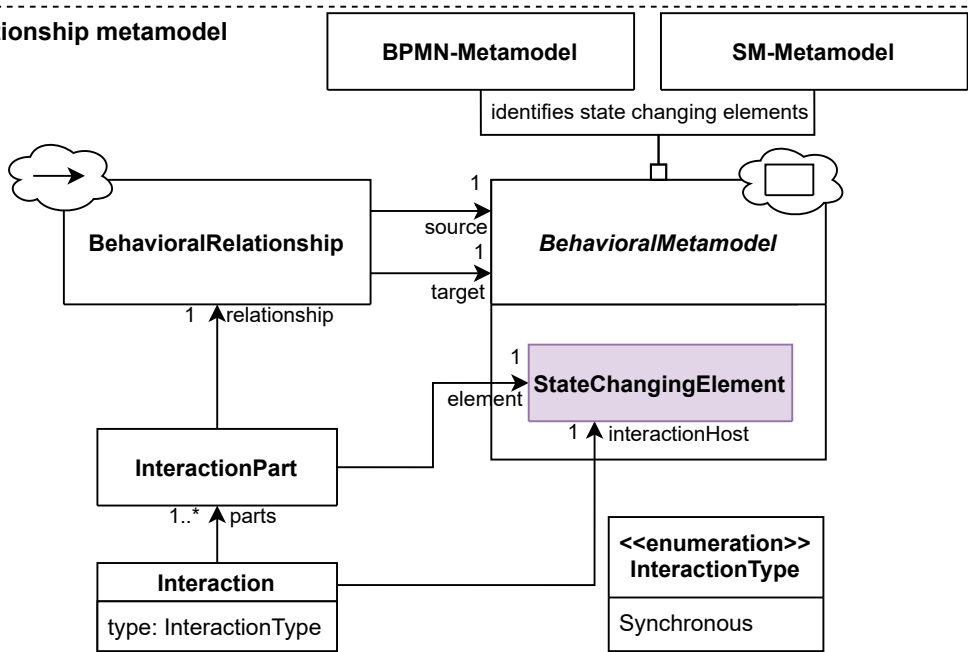 tionship metamodel
BPMN-Metamodel
SM-Metamodel
identifies state changing elements
1
source
BehavioralRelationship
BehavioralMetamodel
1
target
1
relationship
1
StateChangingElement
element
1
interactionHost
InteractionPart
1..*
parts
<<enumeration>>
InteractionType
Interaction
type: InteractionType
Synchronous